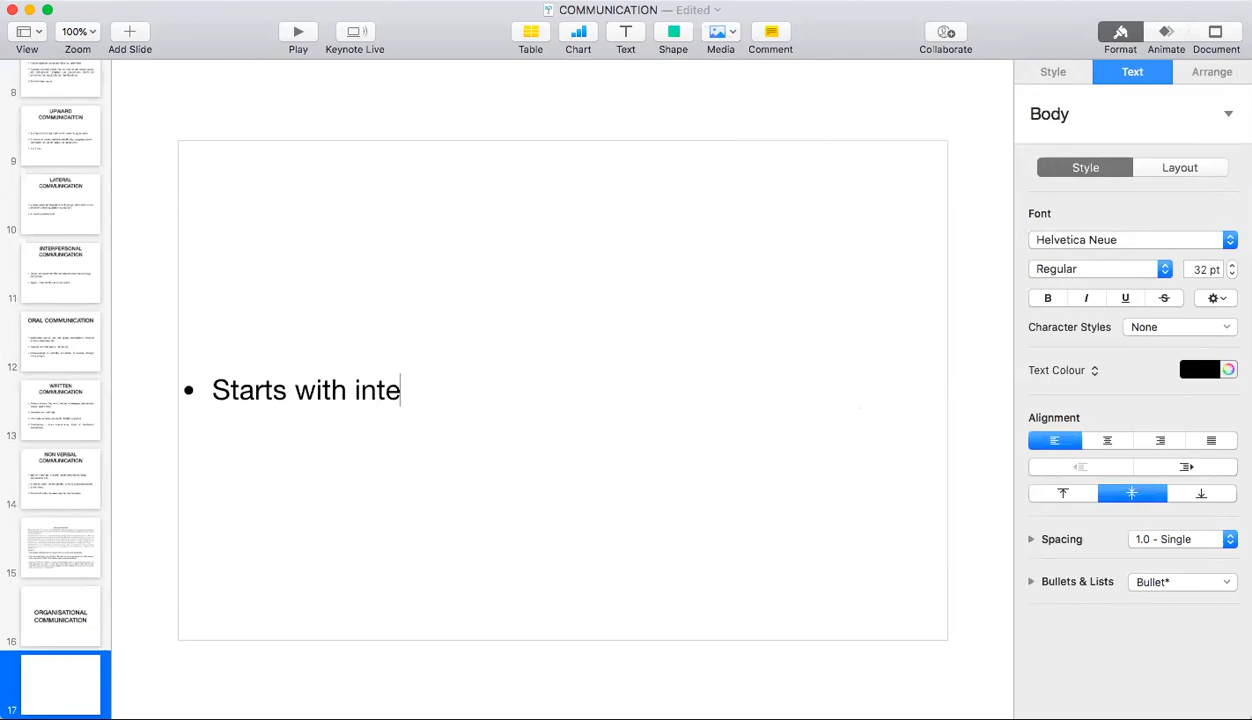 COMMUNICATION — Edited
View
100%
Zoom
Add Slide
Play
Keynote Live
Table
Chart
Text
Shape
Media
Comment
Collaborate
Format
Animate
Document
8
UPWARD
COMMUNICAITON
9
LATERAL
COMMUNICATION
10
INTERPERSONAL
COMMUNICATION
11
ORAL COMMUNICATION
12
WRITTEN
COMMUNICATION
13
NON VERBAL
COMMUNICATION
14
15
ORGANISATIONAL
COMMUNICATION
16
17
• Starts with inte
Style
Text
Arrange
Body
Style
Layout
Font
Helvetica Neue
Regular
32 pt
B I U S
Character Styles
None
Text Colour
Alignment
Spacing
1.0 - Single
Bullets & Lists
Bullet*